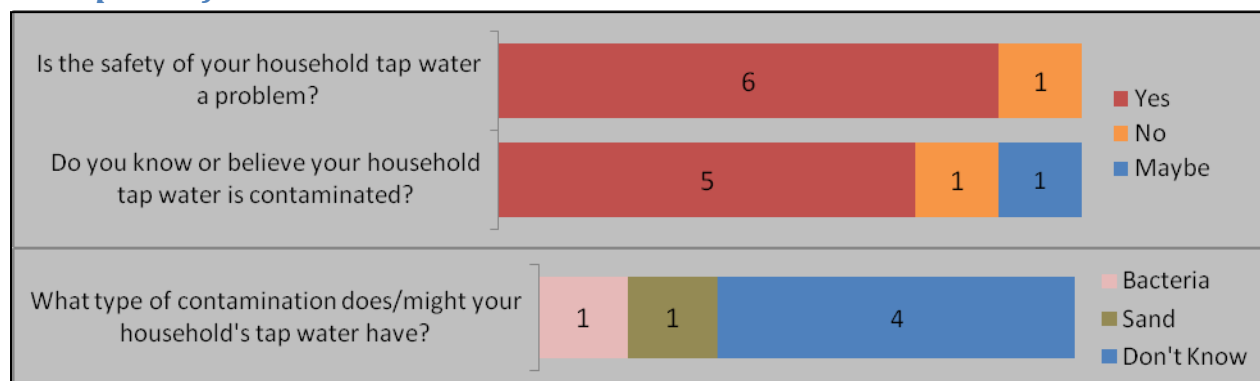 Is the safety of your household tap water
a problem?
6 1
Yes
No
Maybe
Do you know or believe your household
tap water is contaminated?
5 1 1
What type of contamination does/might your
household's tap water have?
1 1 4
Bacteria
Sand
Don't Know